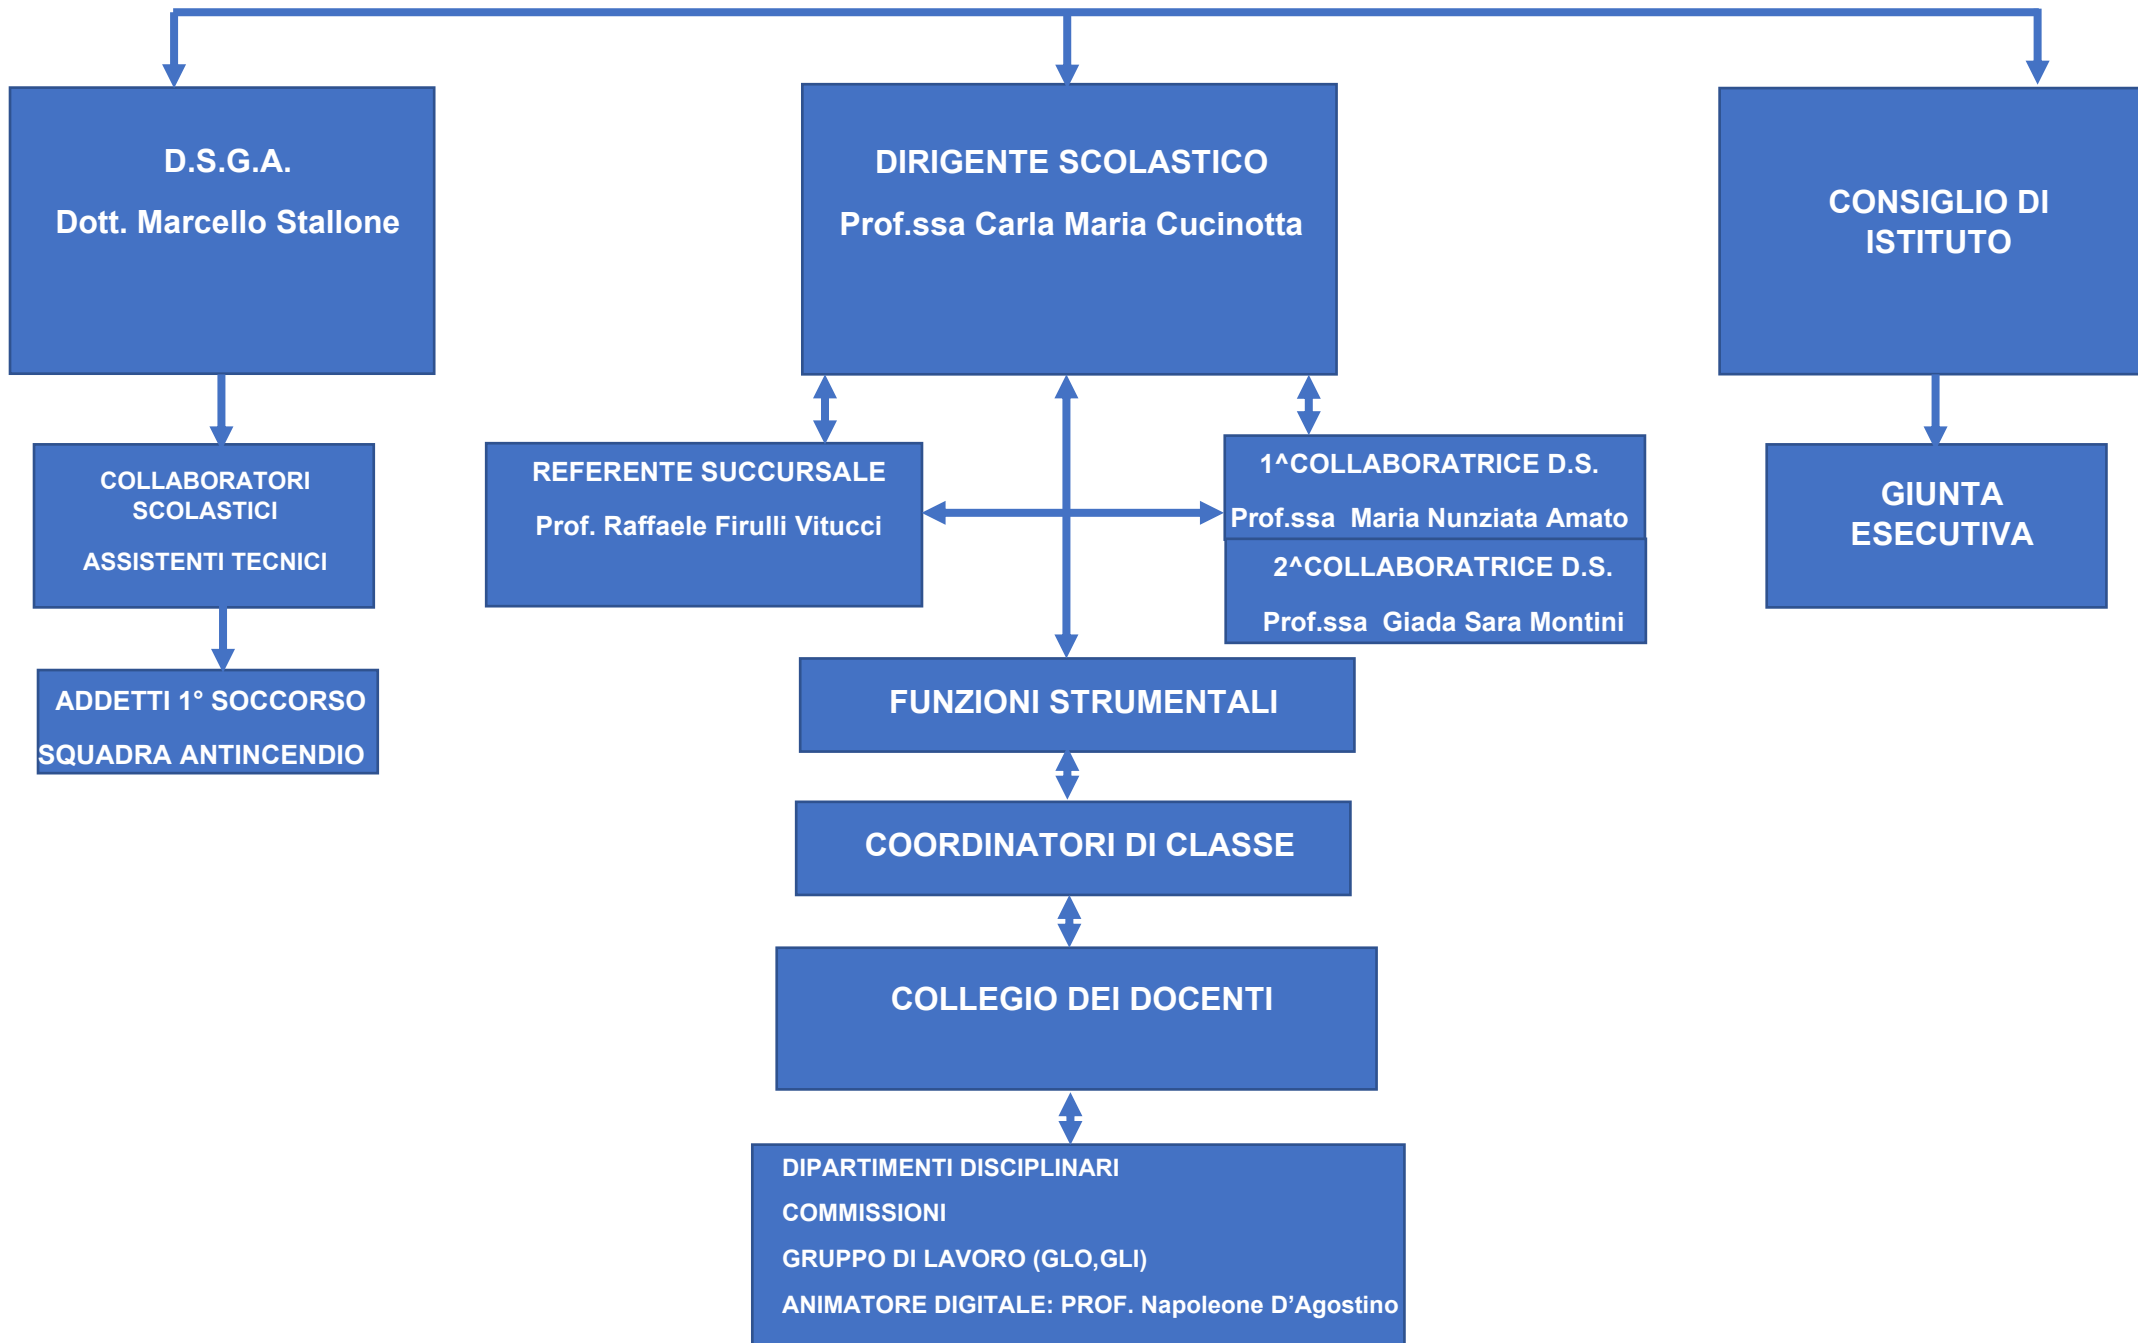 D.S.G.A.
Dott. Marcello Stallone
DIRIGENTE SCOLASTICO
Prof.ssa Carla Maria Cucinotta
CONSIGLIO DI
ISTITUTO
COLLABORATORI
SCOLASTICI
ASSISTENTI TECNICI
REFERENTE SUCCURSALE
Prof. Raffaele Firulli Vitucci
1^COLLABORATRICE D.S.
Prof.ssa Maria Nunziata Amato
2^COLLABORATRICE D.S.
Prof.ssa Giada Sara Montini
GIUNTA
ESECUTIVA
ADDETTI 1° SOCCORSO
SQUADRA ANTINCENDIO
FUNZIONI STRUMENTALI
COORDINATORI DI CLASSE
COLLEGIO DEI DOCENTI
DIPARTIMENTI DISCIPLINARI
COMMISSIONI
GRUPPO DI LAVORO (GLO,GLI)
ANIMATORE DIGITALE: PROF. Napoleone D’Agostino